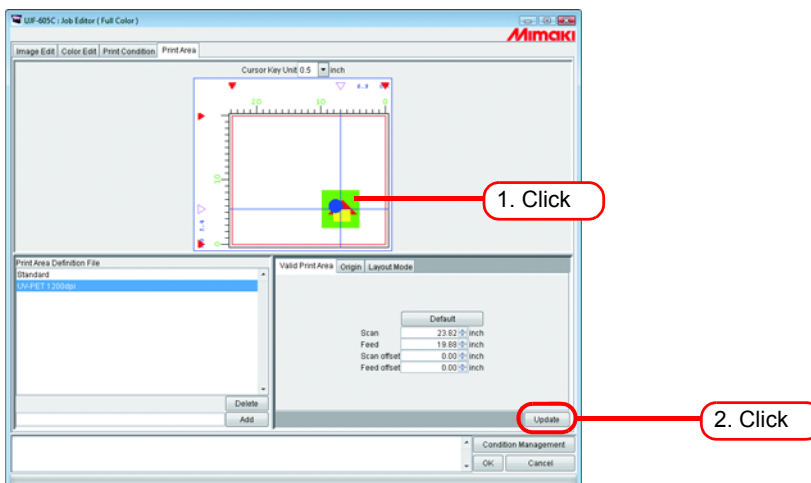 UJF-605C : Job Editor ( Full Color )
Mimaki
Image Edit Color Edit Print Condition Print Area
Cursor Key Unit 0.5 inch
20 10 0
10
0
1. Click
Print Area Definition File
Standard
UV-PET 1200dpi
Valid Print Area Origin Layout Mode
Default
Scan 23.82 inch
Feed 19.88 inch
Scan offset 0.00 inch
Feed offset 0.00 inch
Delete
Add
Update
2. Click
Condition Management
OK Cancel